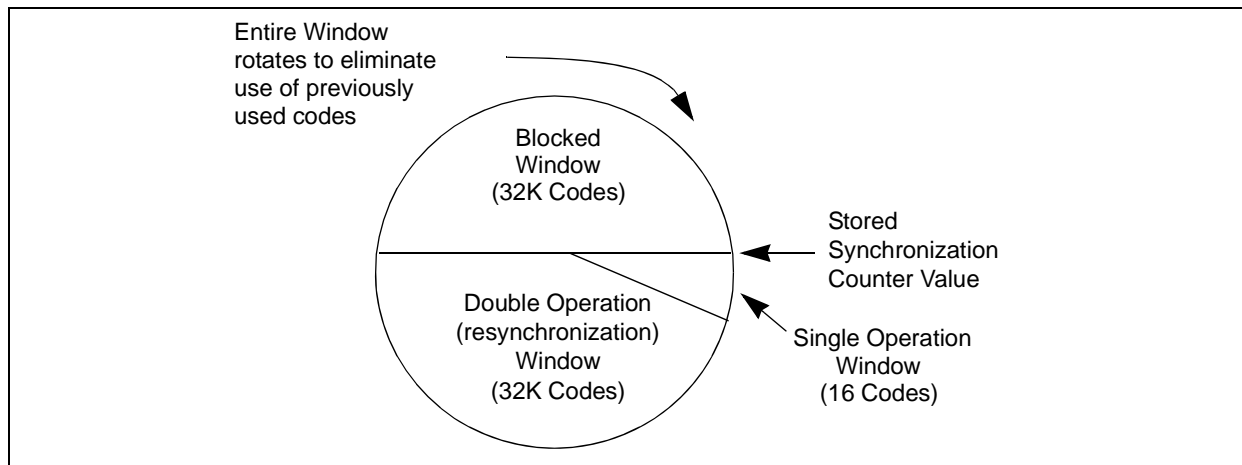 Entire Window
rotates to eliminate
use of previously
used codes
Blocked
Window
(32K Codes)
Stored
Synchronization
Counter Value
Double Operation
(resynchronization)
Window
(32K Codes)
Single Operation
Window
(16 Codes)